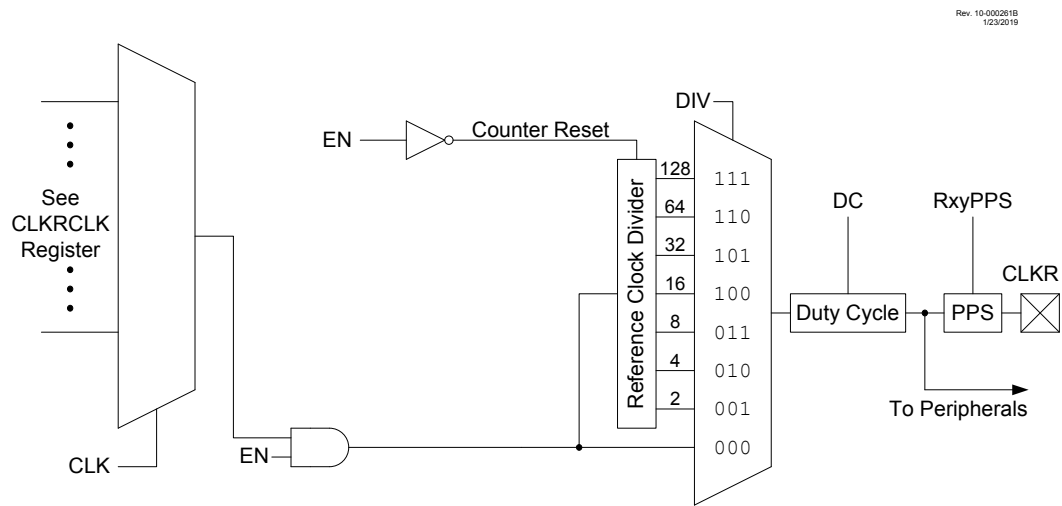 Rev. 10-000261B
1/23/2019
DIV
EN
Counter Reset
See
CLKRCLK
Register
Reference Clock Divider
128
111
64
110
32
101
16
100
8
011
4
010
2
001
000
DC
RxyPPS
CLKR
Duty Cycle
PPS
To Peripherals
EN
CLK